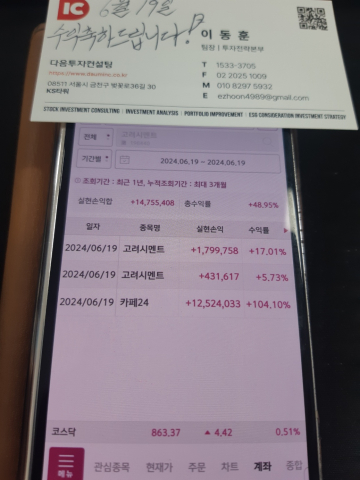 IC
6월 19일
수익축하드립니다!
다음투자컨설팅
08511 서울시 금천구 벚꽃로36길 30
KS타워
이 동 훈
팀장 | 투자전략본부
T 1533-3705
F 02 2025 1009
M 010 8297 5932
E ezhoon4989@gmail.com
STOCK INVESTMENT CONSULTING | INVESTMENT ANALYSIS | PORTFOLIO IMPROVEMENT | ESG CONSIDERATION INVESTMENT STRATEGY
전체 고려시멘트
기간별 2024.06.19 ~ 2024.06.19
조회기간 : 최근 1년, 누적조회기간 : 최대 3개월
실현손익합 +14,755,408 총수익률 +48.95%
일자 종목명 실현손익 수익률
2024/06/19 고려시멘트 +1,799,758 +17.01%
2024/06/19 고려시멘트 +431,617 +5.73%
2024/06/19 카페24 +12,524,033 +104.10%
코스닥 863.37 ▲ 4.42 0.51%
메뉴 관심종목 현재가 주문 차트 계좌 종합